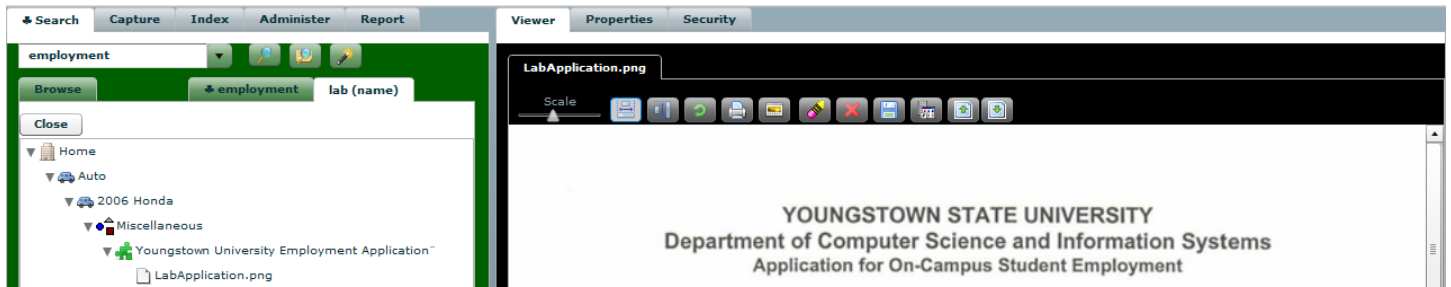 Search Capture Index Administer Report
employment
Browse employment lab (name)
Close
Home
Auto
2006 Honda
Miscellaneous
Youngstown University Employment Application
LabApplication.png
Viewer Properties Security
LabApplication.png
Scale
YOUNGSTOWN STATE UNIVERSITY
Department of Computer Science and Information Systems
Application for On-Campus Student Employment